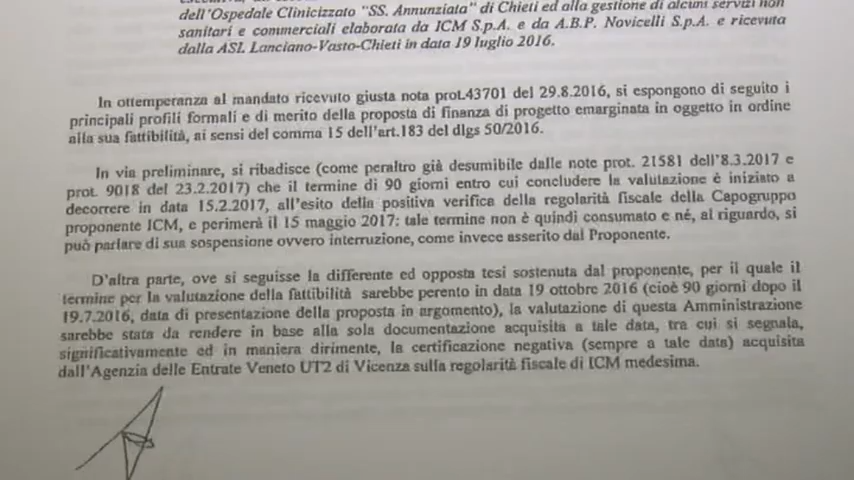 dell'Ospedale Clinicizzato "SS. Annunziata" di Chieti ed alla gestione di alcuni servizi non
sanitari e commerciali elaborata da ICM S.p.A. e da A.B.P. Novicelli S.p.A. e ricevuta
dalla ASL Lanciano-Vasto-Chieti in data 19 luglio 2016.
In ottemperanza al mandato ricevuto giusta nota prot.43701 del 29.8.2016, si espongono di seguito i
principali profili formali e di merito della proposta di finanza di progetto emarginata in oggetto in ordine
alla sua fattibilità, ai sensi del comma 15 dell'art.183 del dlgs 50/2016.
In via preliminare, si ribadisce (come peraltro già desumibile dalle note prot. 21581 dell'8.3.2017 e
prot. 9018 del 23.2.2017) che il termine di 90 giorni entro cui concludere la valutazione è iniziato a
decorrere in data 15.2.2017, all'esito della positiva verifica della regolarità fiscale della Capogruppo
proponente ICM, e perimerà il 15 maggio 2017: tale termine non è quindi consumato e né, al riguardo, si
può parlare di sua sospensione ovvero interruzione, come invece asserito dal Proponente.
D'altra parte, ove si seguisse la differente ed opposta tesi sostenuta dal proponente, per il quale il
termine per la valutazione della fattibilità sarebbe perento in data 19 ottobre 2016 (cioè 90 giorni dopo il
19.7.2016, data di presentazione della proposta in argomento), la valutazione di questa Amministrazione
sarebbe stata da rendere in base alla sola documentazione acquisita a tale data, tra cui si segnala,
significativamente ed in maniera dirimente, la certificazione negativa (sempre a tale data) acquisita
dall'Agenzia delle Entrate Veneto UT2 di Vicenza sulla regolarità fiscale di ICM medesima.